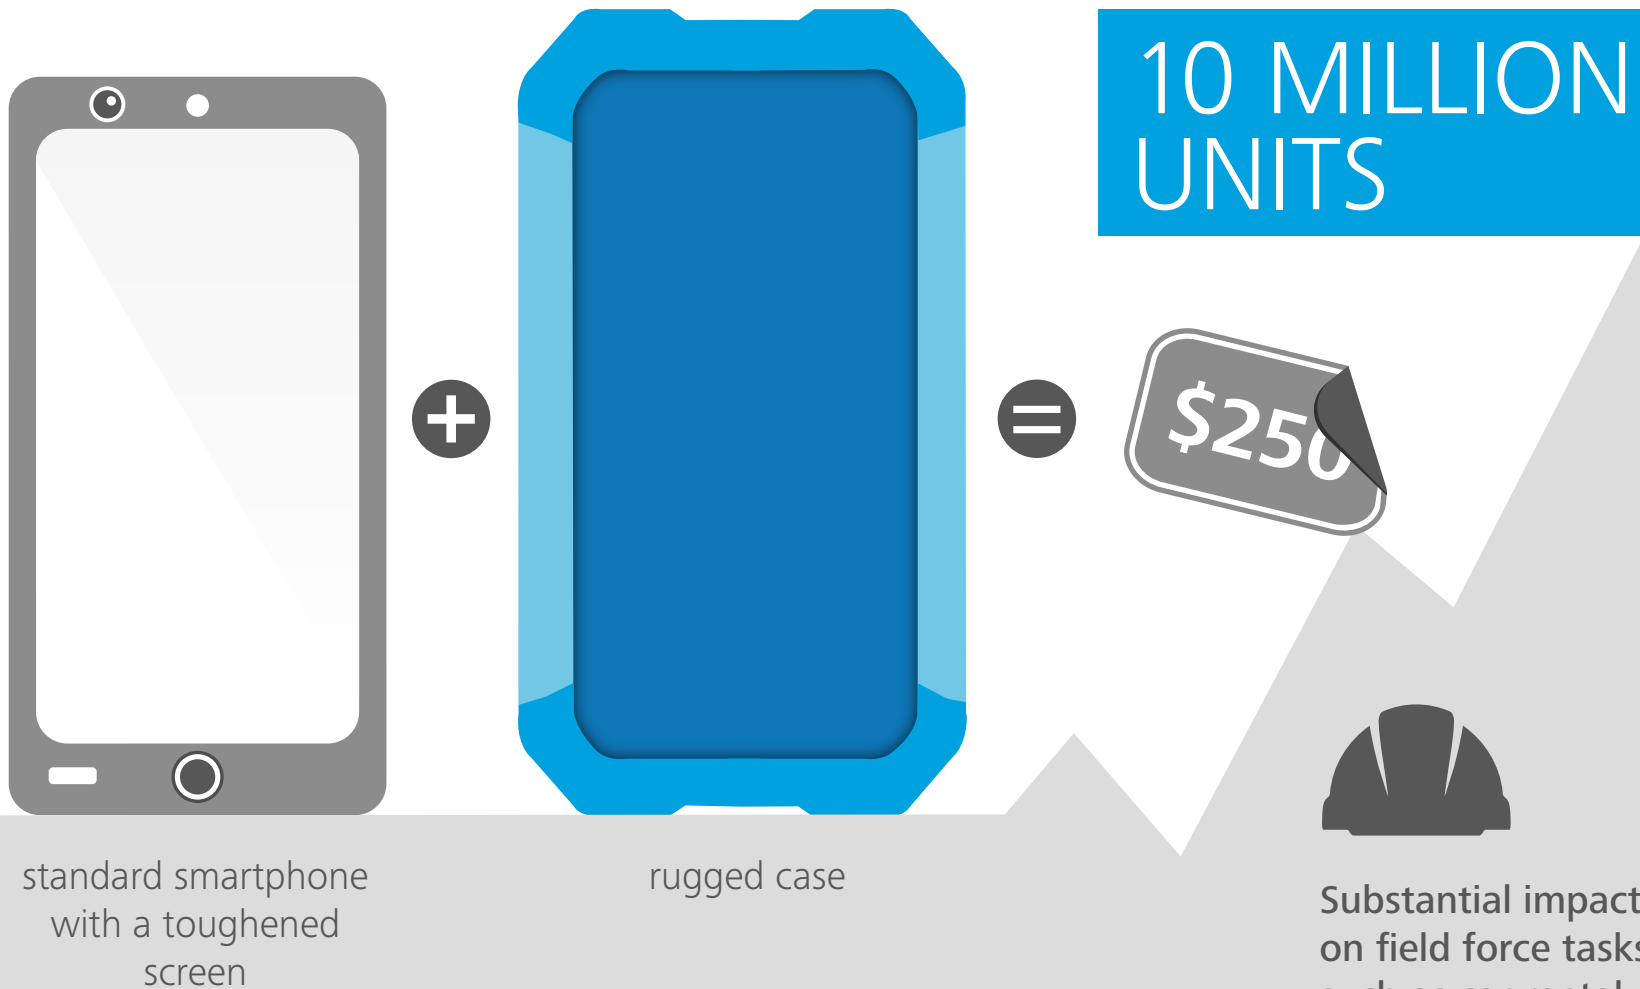 10 MILLION
UNITS
$250
standard smartphone
with a toughened
screen
rugged case
Substantial impact
on field force tasks